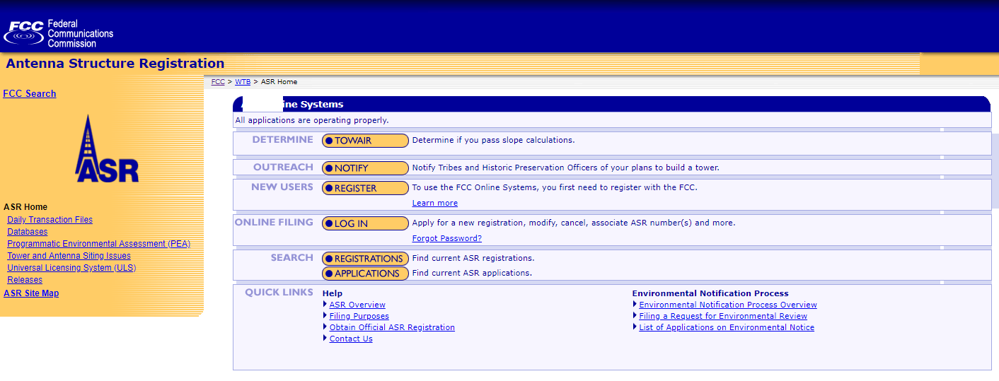 FCC Federal
Communications
Commission
Antenna Structure Registration
FCC > WTB > ASR Home
FCC Search
ASR
ASR Home
Daily Transaction Files
Databases
Programmatic Environmental Assessment (PEA)
Tower and Antenna Siting Issues
Universal Licensing System (ULS)
Releases
ASR Site Map
Systems
All applications are operating properly.
DETERMINE TOWAIR Determine if you pass slope calculations.
OUTREACH NOTIFY Notify Tribes and Historic Preservation Officers of your plans to build a tower.
NEW USERS REGISTER To use the FCC Online Systems, you first need to register with the FCC.
Learn more
ONLINE FILING LOG IN Apply for a new registration, modify, cancel, associate ASR number(s) and more.
Forgot Password?
SEARCH REGISTRATIONS Find current ASR registrations.
APPLICATIONS Find current ASR applications.
QUICK LINKS
Help
ASR Overview
Filing Purposes
Obtain Official ASR Registration
Contact Us
Environmental Notification Process
Environmental Notification Process Overview
Filing a Request for Environmental Review
List of Applications on Environmental Notice